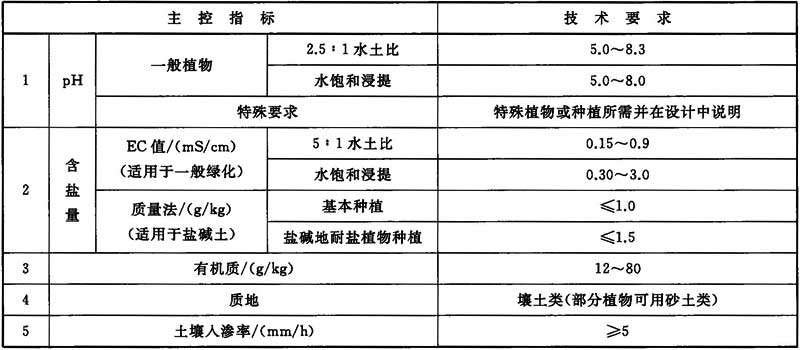 主 控 指 标 技 术 要 求
1 pH 一般植物 2.5∶1水土比 5.0～8.3
水饱和浸提 5.0～8.0
特殊要求 特殊植物或种植所需并在设计中说明
2 含盐量 EC值/(mS/cm) (适用于一般绿化) 5∶1水土比 0.15～0.9
水饱和浸提 0.30～3.0
质量法/(g/kg) (适用于盐碱土) 基本种植 ≤1.0
盐碱地耐盐植物种植 ≤1.5
3 有机质/(g/kg) 12～80
4 质地 壤土类(部分植物可用砂土类)
5 土壤入渗率/(mm/h) ≥5